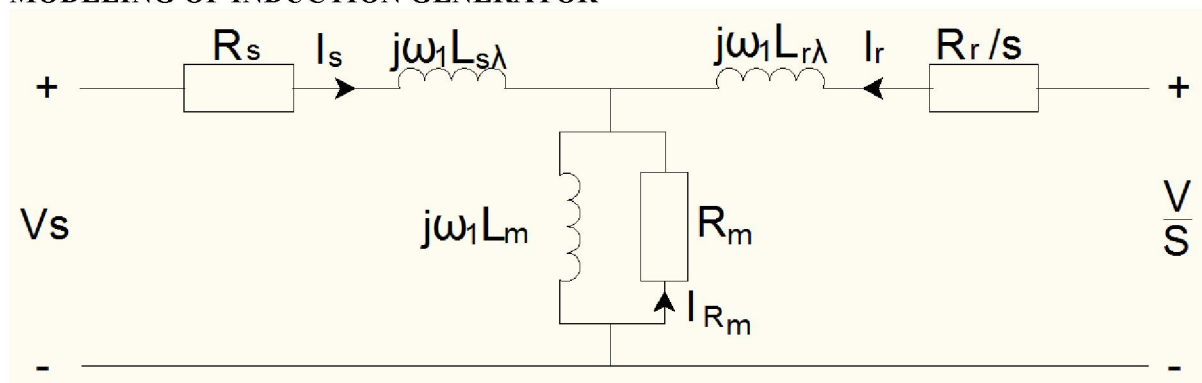 MODELING OF INDUCTION GENERATOR
Rs
Is
jω1Lsλ
jω1Lrλ
Ir
Rr/s
+
+
Vs
jω1Lm
Rm
V
S
IRm
-
-